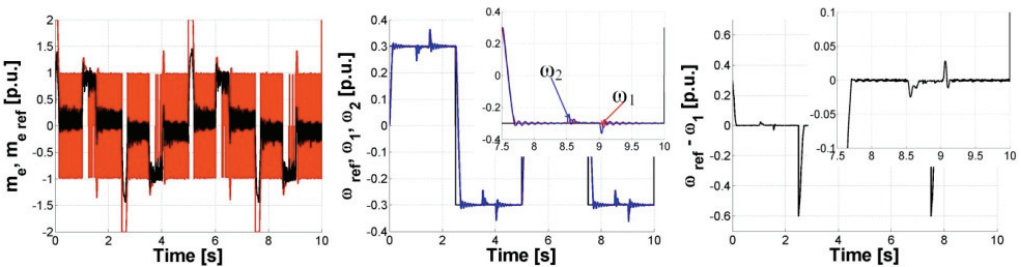 m_e, m_e ref [p.u.]
2
1.5
1
0.5
0
-0.5
-1
-1.5
-2
0 2 4 6 8 10
Time [s]
ω ref, ω1, ω2 [p.u.]
0.4
0.3
0.2
0.1
0
-0.1
-0.2
-0.3
-0.4
0 2 4 6 8 10
Time [s]
0.4
0.2
0
-0.2
-0.4
7.5 8 8.5 9 9.5 10
ω2
ω1
ω ref - ω1 [p.u.]
0.6
0.4
0.2
0
-0.2
-0.4
-0.6
0 2 4 6 8 10
Time [s]
0.1
0.05
0
-0.05
-0.1
7.5 8 8.5 9 9.5 10